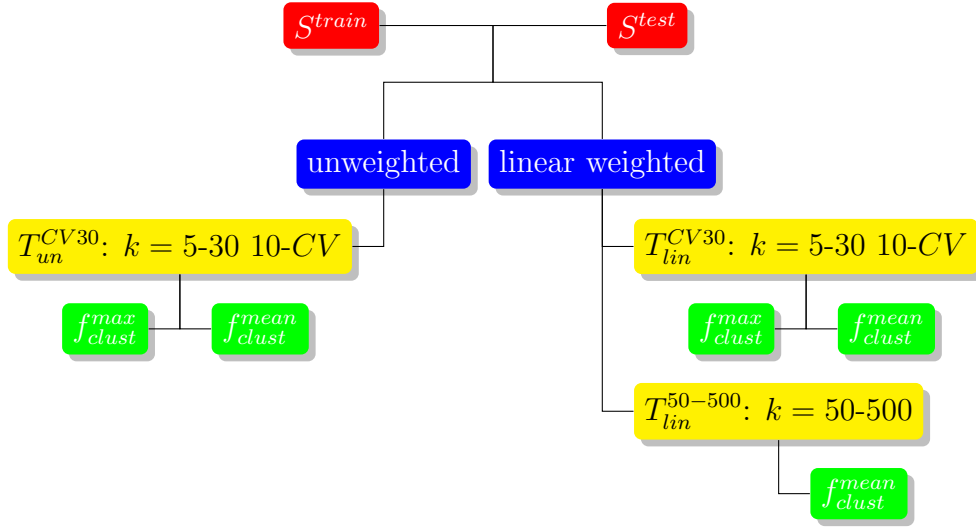 $S^{train}$ $S^{test}$
unweighted linear weighted
$T_{un}^{CV30}$: $k = 5$-$30$ $10$-$CV$ $T_{lin}^{CV30}$: $k = 5$-$30$ $10$-$CV$
$f_{clust}^{max}$ $f_{clust}^{mean}$ $f_{clust}^{max}$ $f_{clust}^{mean}$
$T_{lin}^{50-500}$: $k = 50$-$500$
$f_{clust}^{mean}$